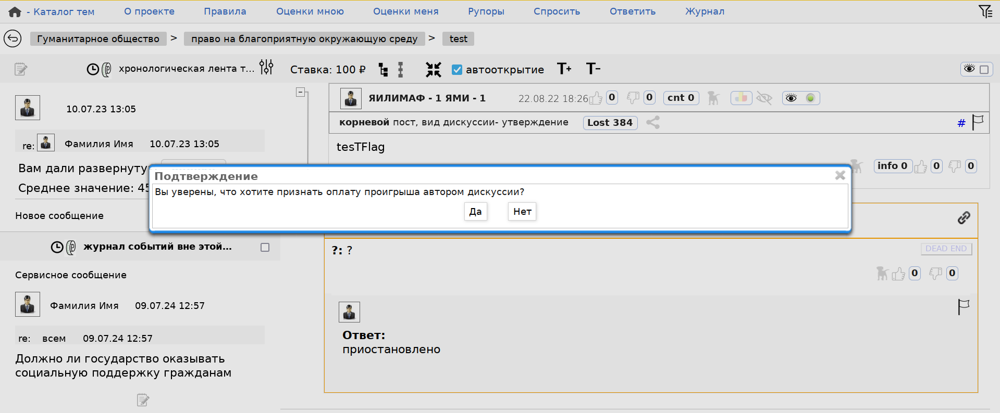 - Каталог тем О проекте Правила Оценки мною Оценки меня Рупоры Спросить Ответить Журнал
Гуманитарное общество > право на благоприятную окружающую среду > test
хронологическая лента т... Ставка: 100 ₽ автооткрытие T+ T-
10.07.23 13:05
re: Фамилия Имя 10.07.23 13:05
Вам дали развернуту
Среднее значение: 45
Новое сообщение
журнал событий вне этой...
Сервисное сообщение
Фамилия Имя 09.07.24 12:57
re: всем 09.07.24 12:57
Должно ли государство оказывать
социальную поддержку гражданам
ЯИЛИМАФ - 1 ЯМИ - 1 22.08.22 18:26 0 0 cnt 0
корневой пост, вид дискуссии- утверждение Lost 384 #
tesTFlag
info 0 0 0
Подтверждение
Вы уверены, что хотите признать оплату проигрыша автором дискуссии?
Да Нет
?: ? DEAD END
0 0
Ответ:
приостановлено